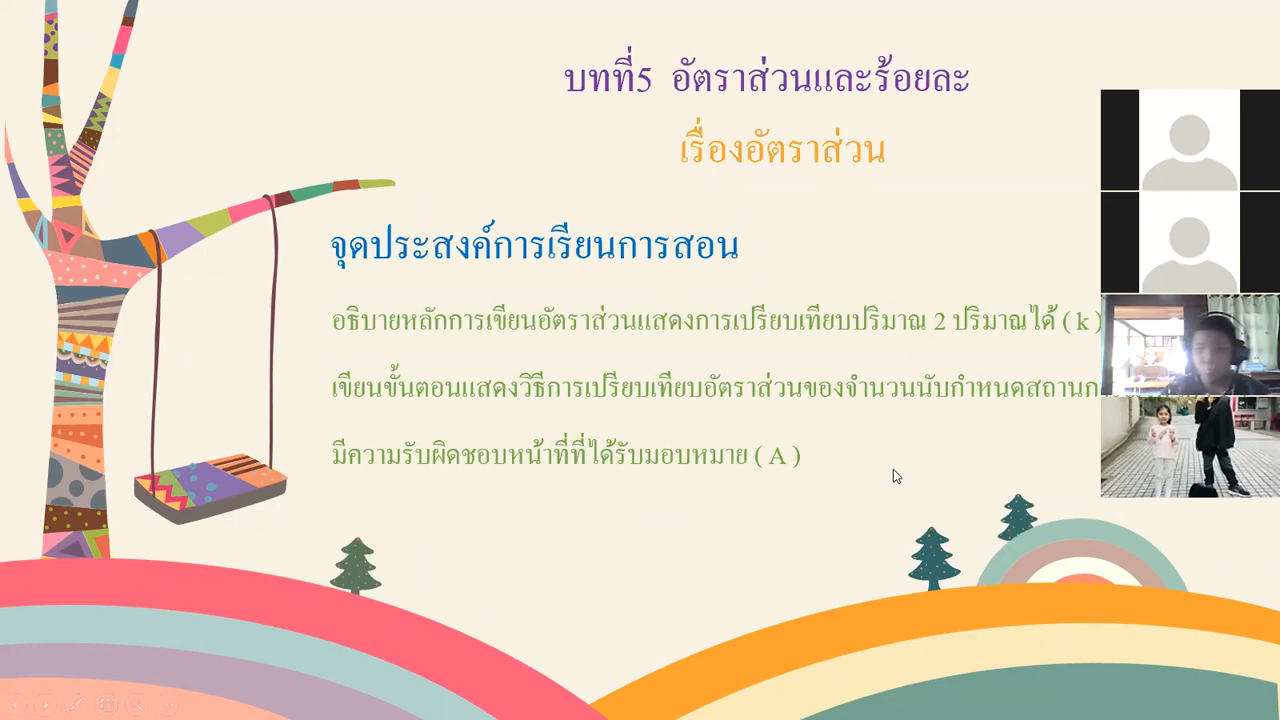 บทที่5 อัตราส่วนและร้อยละ
เรื่องอัตราส่วน
จุดประสงค์การเรียนการสอน
อธิบายหลักการเขียนอัตราส่วนแสดงการเปรียบเทียบปริมาณ 2 ปริมาณได้ ( k )
เขียนขั้นตอนแสดงวิธีการเปรียบเทียบอัตราส่วนของจำนวนนับกำหนด
มีความรับผิดชอบหน้าที่ที่ได้รับมอบหมาย ( A )